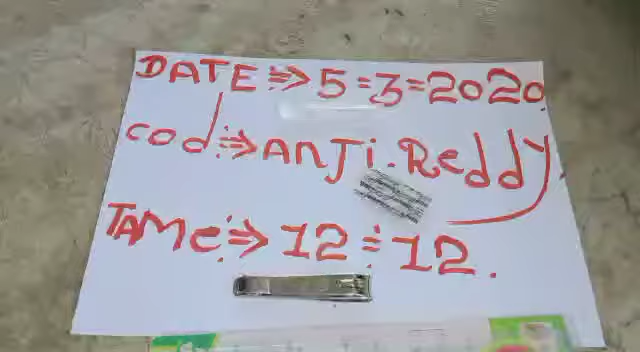 DATE ⇒ 5=3=2020
cod ⇒ ANJi.Reddy
TAMe ⇒ 12 = 12.